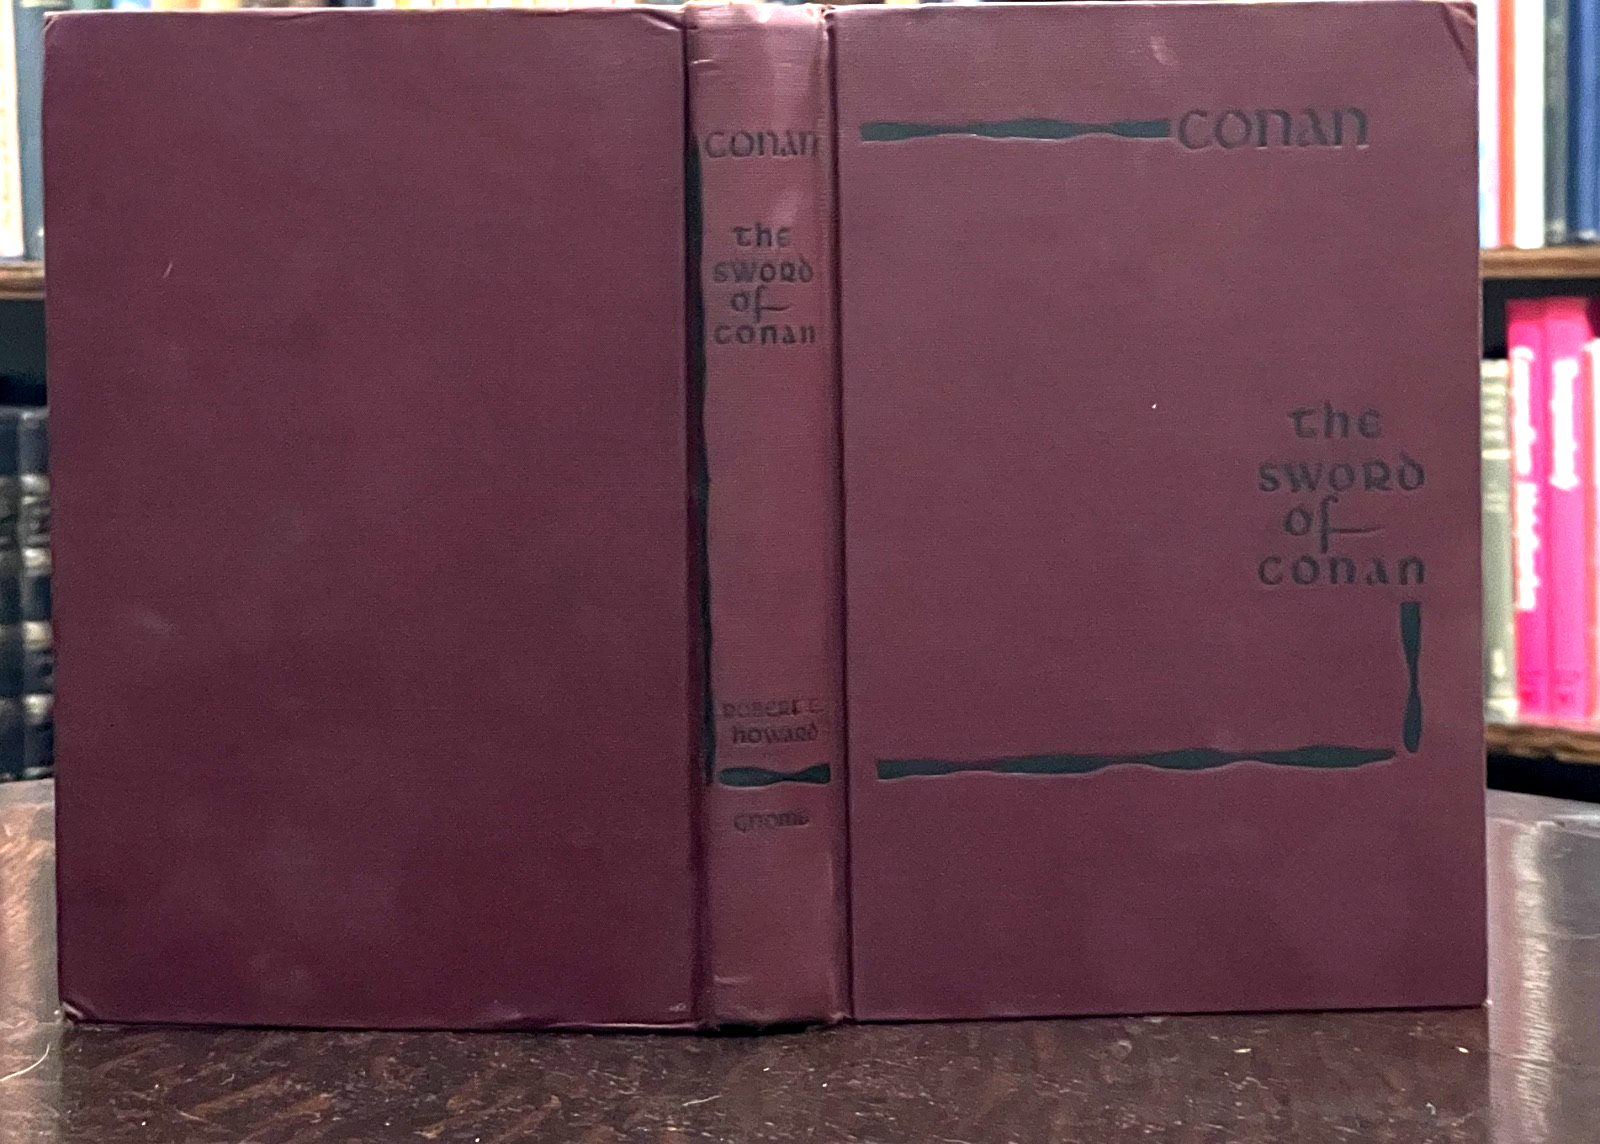 CONAN
the
SWORD
of
CONAN
ROBERT E.
HOWARD
GNOME
CONAN
the
SWORD
of
CONAN